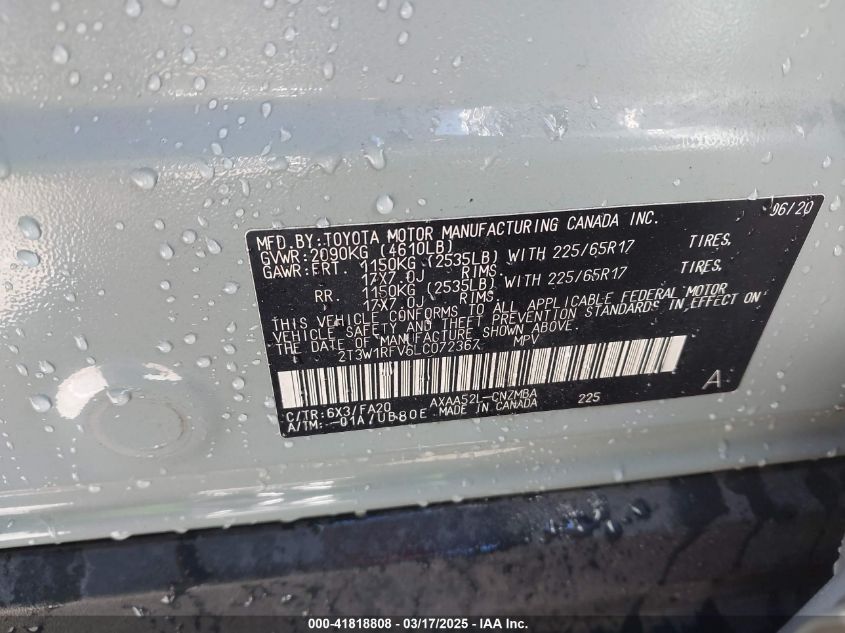 06/20
MFD.BY:TOYOTA MOTOR MANUFACTURING CANADA INC.
GVWR:2090KG (4610LB)
GAWR:FRT. 1150KG (2535LB) WITH 225/65R17 TIRES,
17X7.0J RIMS,
RR. 1150KG (2535LB) WITH 225/65R17 TIRES,
17X7.0J RIMS.
THIS VEHICLE CONFORMS TO ALL APPLICABLE FEDERAL MOTOR
VEHICLE SAFETY AND THEFT PREVENTION STANDARDS IN EFFECT ON
THE DATE OF MANUFACTURE SHOWN ABOVE.
2T3W1RFV6LC072367 MPV
C/TR:6X3/FA20 AXAA52L-CNZMBA 225 A
A/TM:-01A/UB80E MADE IN CANADA
000-41818808 — 03/17/2025 — IAA Inc.